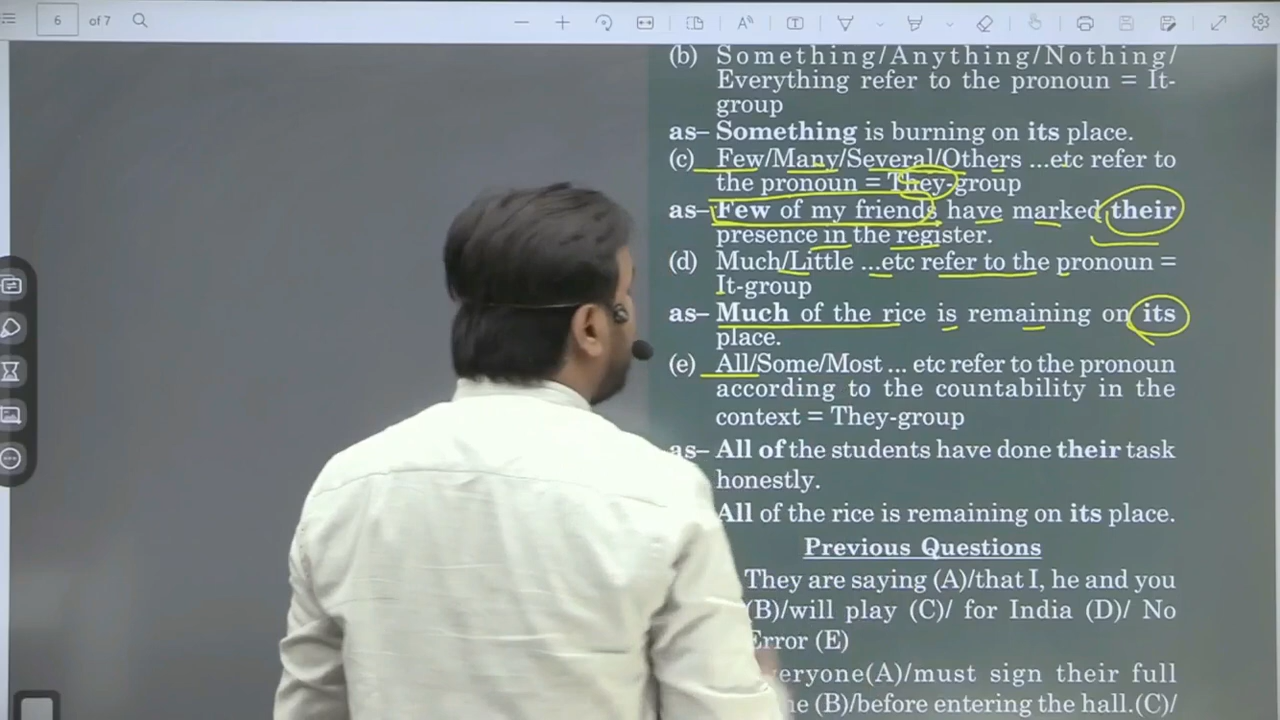 6 of 7
(b) Something/Anything/Nothing/
Everything refer to the pronoun = It-
group
as– Something is burning on its place.
(c) Few/Many/Several/Others ...etc refer to
the pronoun = They-group
as– Few of my friends have marked their
presence in the register.
(d) Much/Little ...etc refer to the pronoun =
It-group
as– Much of the rice is remaining on its
place.
(e) All/Some/Most ... etc refer to the pronoun
according to the countability in the
context = They-group
as– All of the students have done their task
honestly.
All of the rice is remaining on its place.
Previous Questions
They are saying (A)/that I, he and you
(B)/will play (C)/ for India (D)/ No
Error (E)
must sign their full
(B)/before entering the hall.(C)/